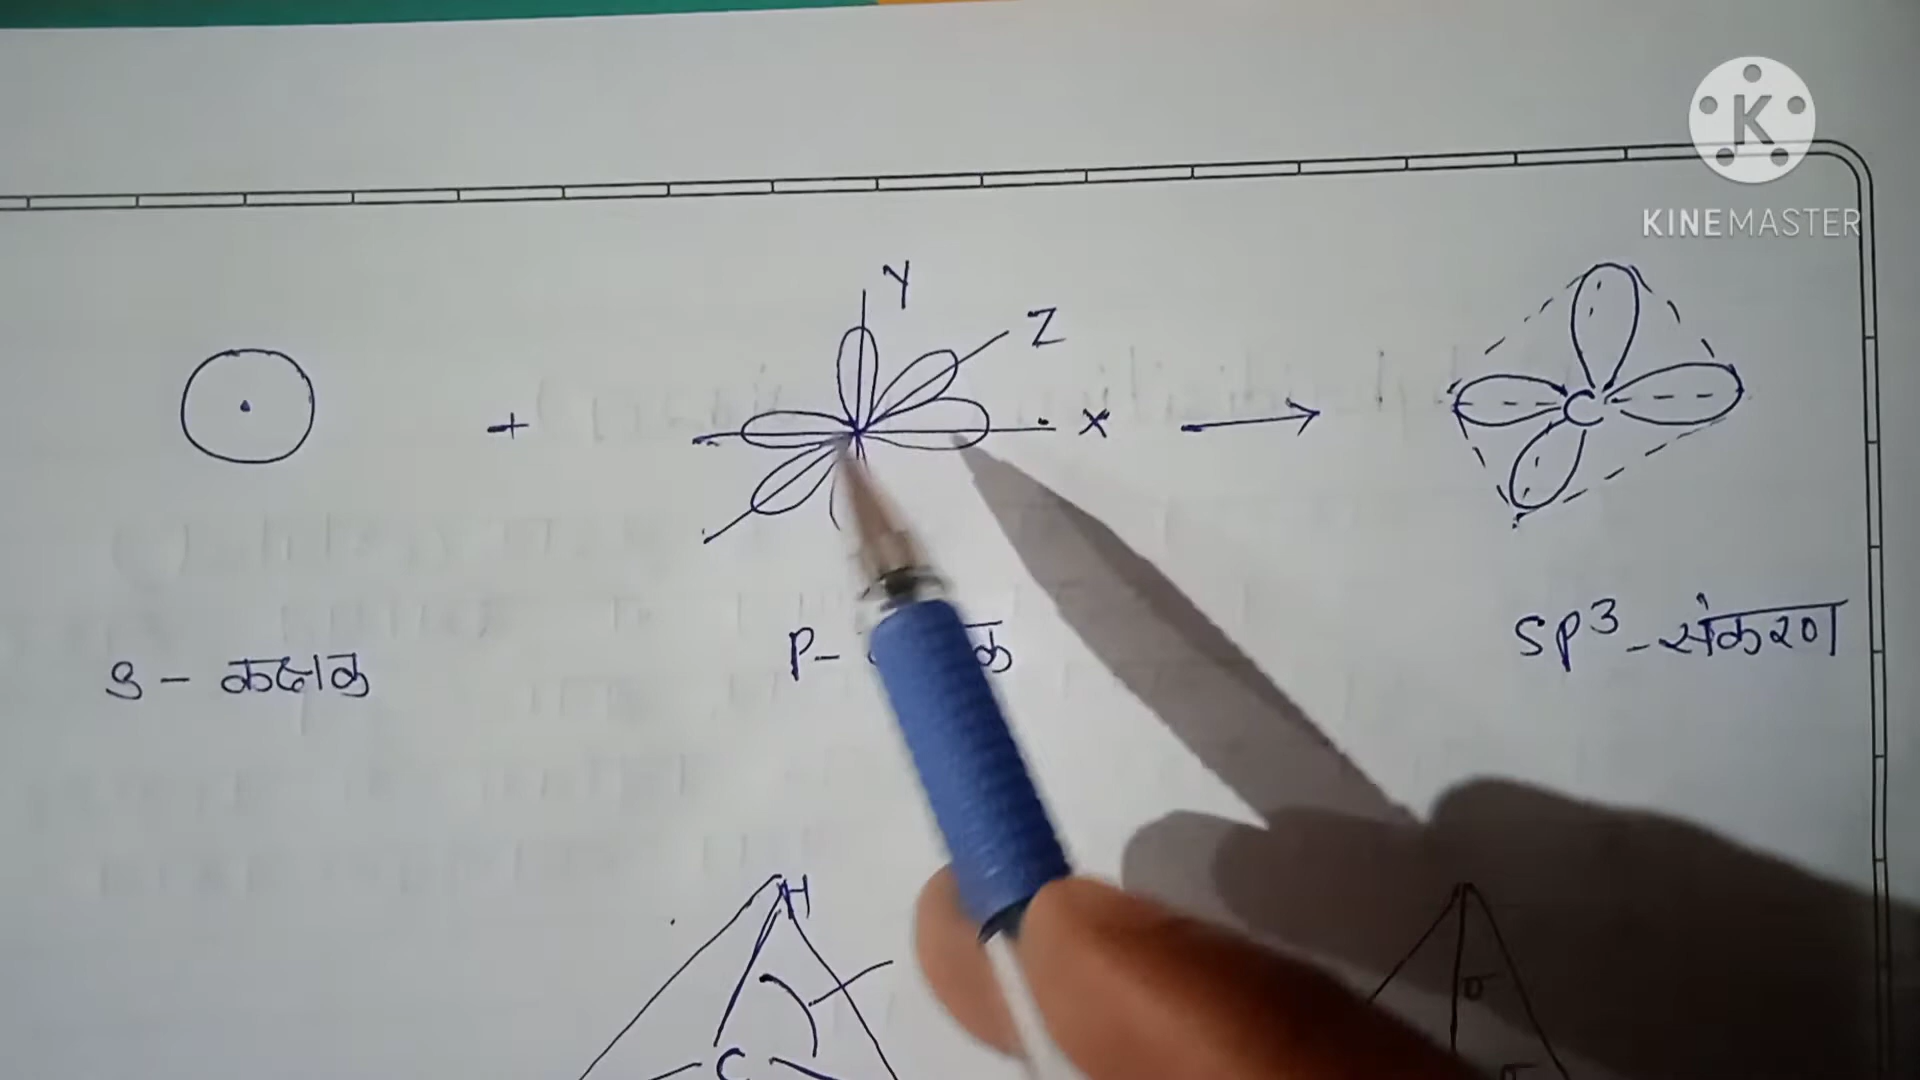 K
KINEMASTER
Y
Z
+
X
C
S - कक्षक
P-
SP³ - संकरण
H
C
σ
σ